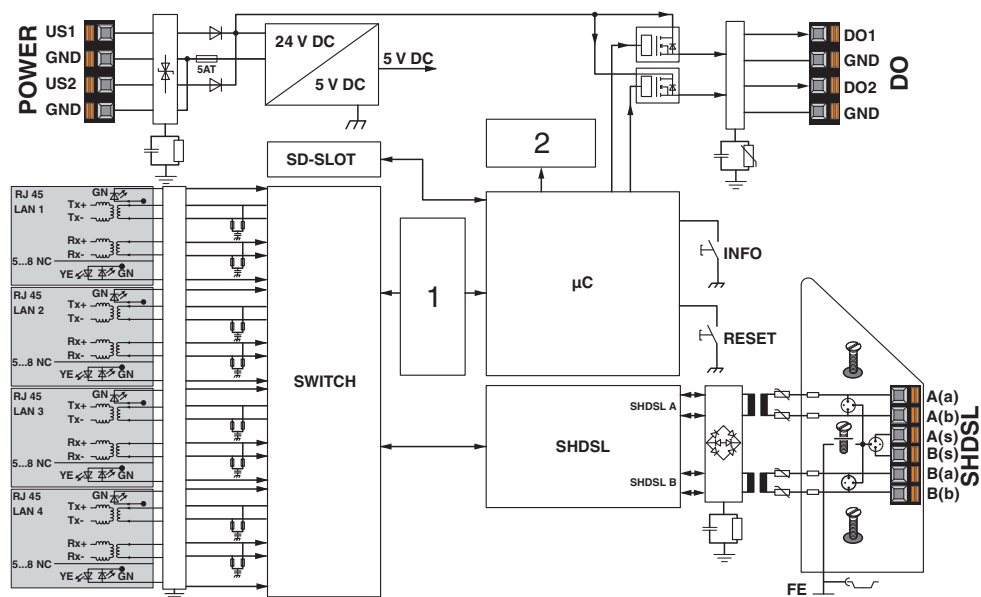 POWER
US1
GND
US2
GND
5AT
24 V DC
5 V DC
5 V DC
DO1
GND
DO2
GND
DO
SD-SLOT
2
1
µC
INFO
RESET
SWITCH
RJ 45
LAN 1
GN
Tx+
Tx-
Rx+
Rx-
5...8 NC
YE
GN
RJ 45
LAN 2
GN
Tx+
Tx-
Rx+
Rx-
5...8 NC
YE
GN
RJ 45
LAN 3
GN
Tx+
Tx-
Rx+
Rx-
5...8 NC
YE
GN
RJ 45
LAN 4
GN
Tx+
Tx-
Rx+
Rx-
5...8 NC
YE
GN
SHDSL
SHDSL A
SHDSL B
A(a)
A(b)
A(s)
B(s)
B(a)
B(b)
SHDSL
FE